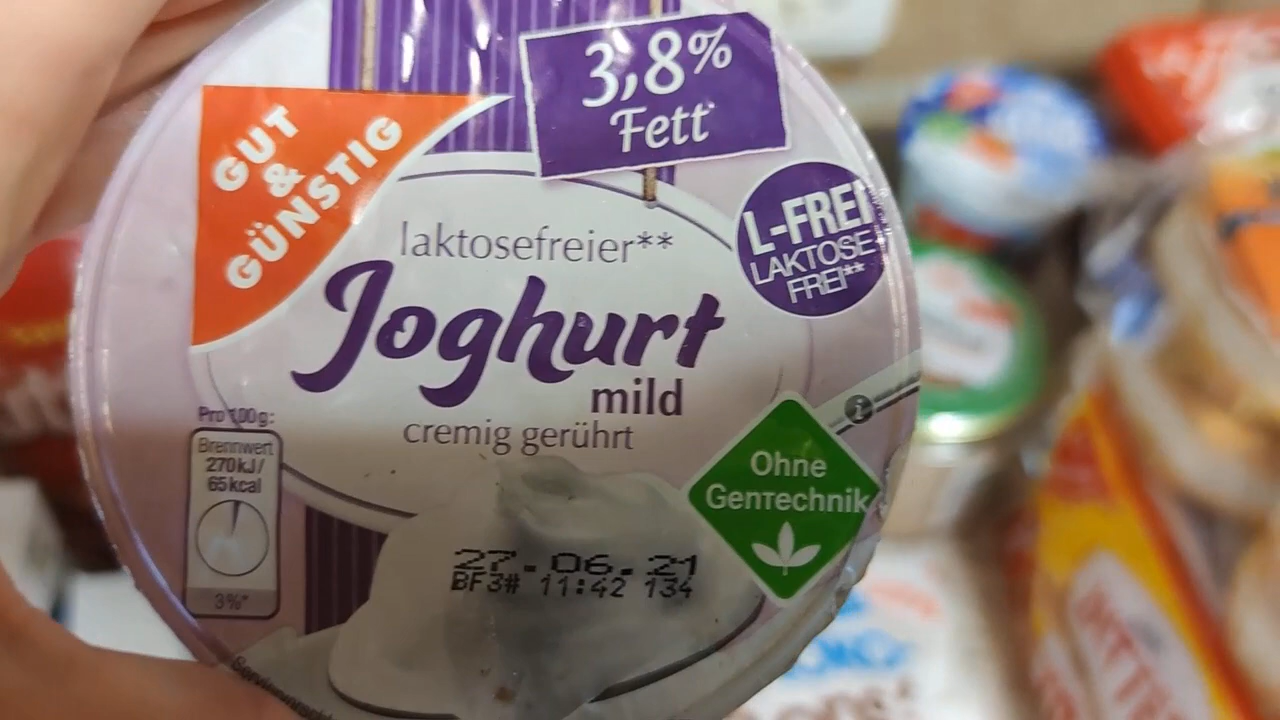 3,8%
Fett
GUT
&
GÜNSTIG
L-FREI
LAKTOSE
FREI**
laktosefreier**
Joghurt
mild
cremig gerührt
Pro 100g:
Brennwert
270kJ/
65kcal
3%*
Ohne
GenTechnik
27.06.21
BF3# 11:42 134